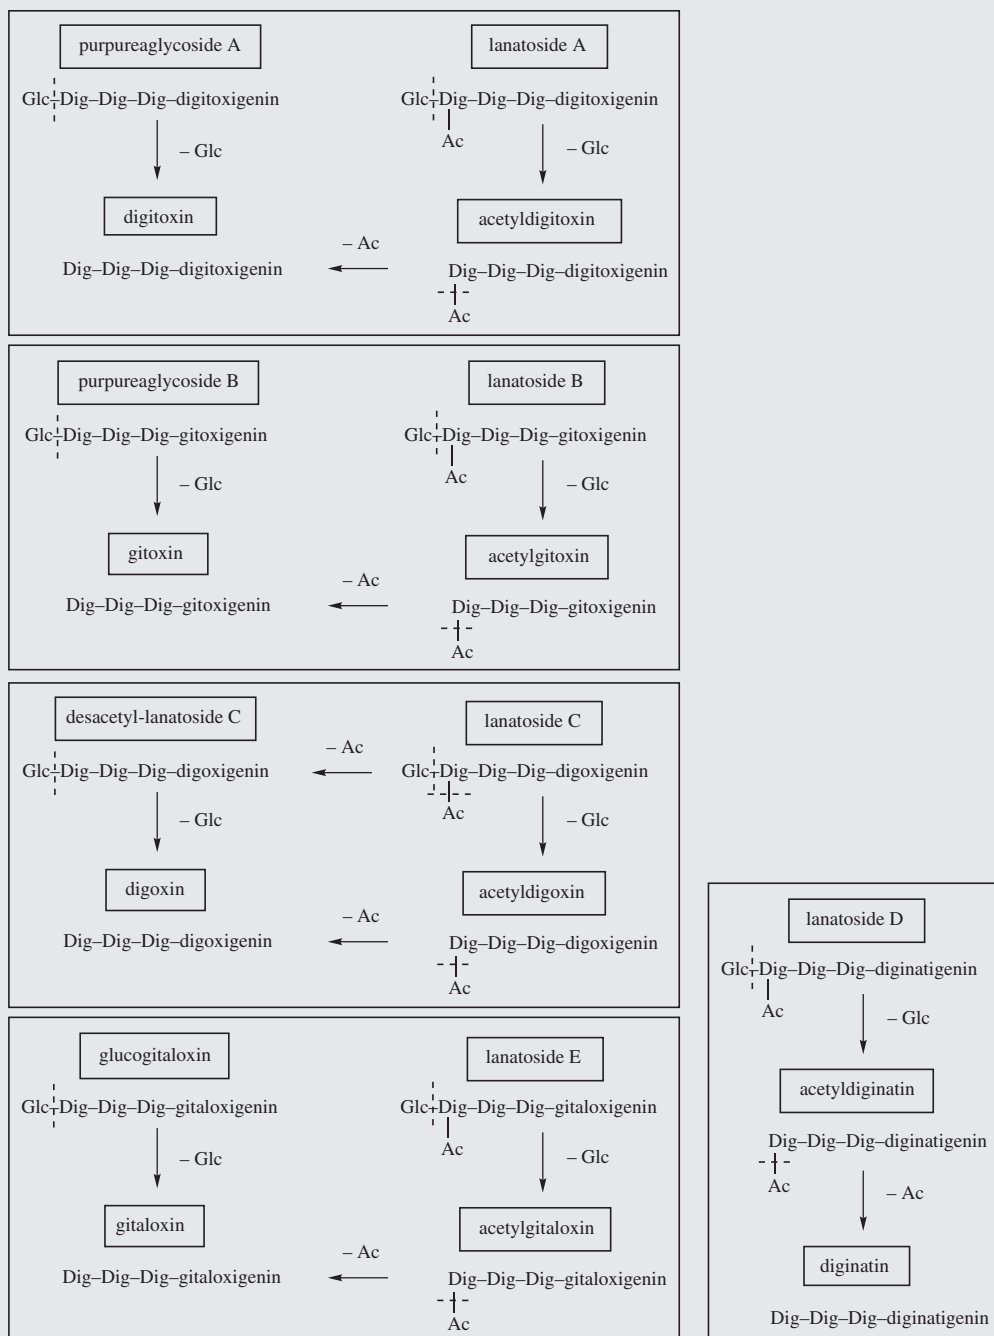 purpureaglycoside A
lanatoside A
Glc–Dig–Dig–Dig–digitoxigenin
Glc–Dig–Dig–Dig–digitoxigenin
Ac
– Glc
– Glc
digitoxin
acetyldigitoxin
– Ac
Dig–Dig–Dig–digitoxigenin
Dig–Dig–Dig–digitoxigenin
Ac
purpureaglycoside B
lanatoside B
Glc–Dig–Dig–Dig–gitoxigenin
Glc–Dig–Dig–Dig–gitoxigenin
Ac
– Glc
– Glc
gitoxin
acetylgitoxin
– Ac
Dig–Dig–Dig–gitoxigenin
Dig–Dig–Dig–gitoxigenin
Ac
desacetyl-lanatoside C
lanatoside C
– Ac
Glc–Dig–Dig–Dig–digoxigenin
Glc–Dig–Dig–Dig–digoxigenin
Ac
– Glc
– Glc
digoxin
acetyldigoxin
– Ac
Dig–Dig–Dig–digoxigenin
Dig–Dig–Dig–digoxigenin
Ac
glucogitaloxin
lanatoside E
Glc–Dig–Dig–Dig–gitaloxigenin
Glc–Dig–Dig–Dig–gitaloxigenin
Ac
– Glc
– Glc
gitaloxin
acetylgitaloxin
– Ac
Dig–Dig–Dig–gitaloxigenin
Dig–Dig–Dig–gitaloxigenin
Ac
lanatoside D
Glc–Dig–Dig–Dig–diginatigenin
Ac
– Glc
acetyldiginatin
Dig–Dig–Dig–diginatigenin
Ac
– Ac
diginatin
Dig–Dig–Dig–diginatigenin